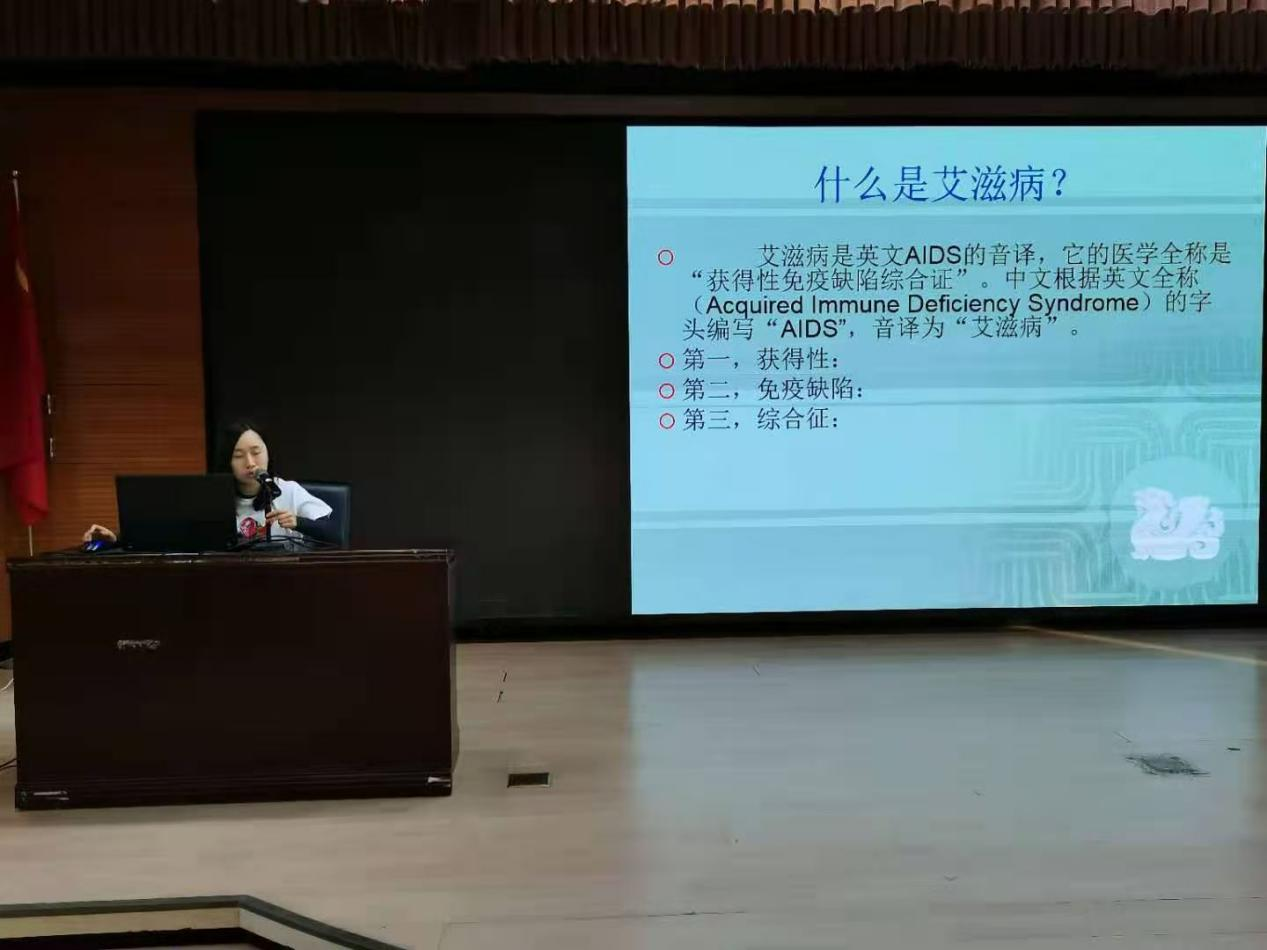 什么是艾滋病？
艾滋病是英文AIDS的音译，它的医学全称是
“获得性免疫缺陷综合证”。中文根据英文全称
（Acquired Immune Deficiency Syndrome）的字
头编写“AIDS”，音译为“艾滋病”。
第一，获得性：
第二，免疫缺陷：
第三，综合征：